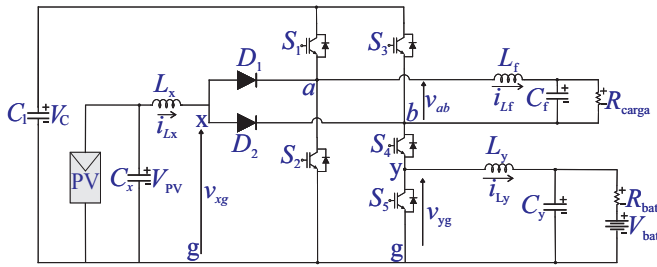 S1
S3
D1
Lx
a
Lf
C1
VC
x
iLx
b
vab
iLf
Cf
Rcarga
D2
S2
S4
Ly
y
PV
Cx
VPV
vxg
S5
vyg
iLy
Cy
Rbat
Vbat
g
g